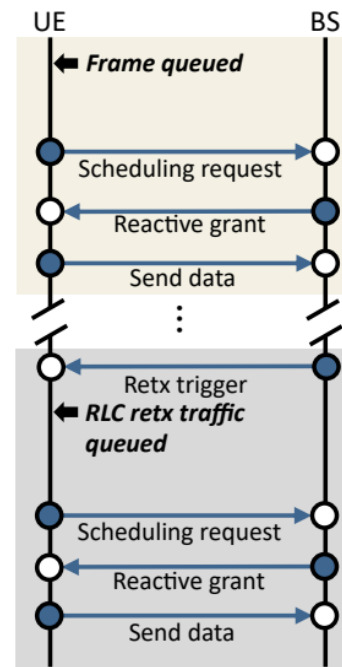 UE BS
Frame queued
Scheduling request
Reactive grant
Send data
Retx trigger
RLC retx traffic
queued
Scheduling request
Reactive grant
Send data